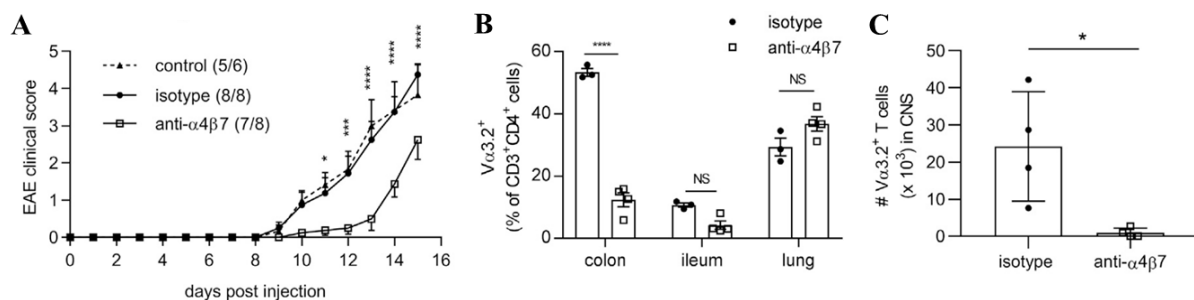 A
EAE clinical score
5
4
3
2
1
0
control (5/6)
isotype (8/8)
anti-α4β7 (7/8)
*
***
****
****
****
0 2 4 6 8 10 12 14 16
days post injection
B
isotype
anti-α4β7
Vα3.2⁺
(% of CD3⁺CD4⁺ cells)
60
40
20
0
****
NS
NS
colon ileum lung
C
# Vα3.2⁺ T cells
(x 10³) in CNS
50
40
30
20
10
0
*
isotype anti-α4β7